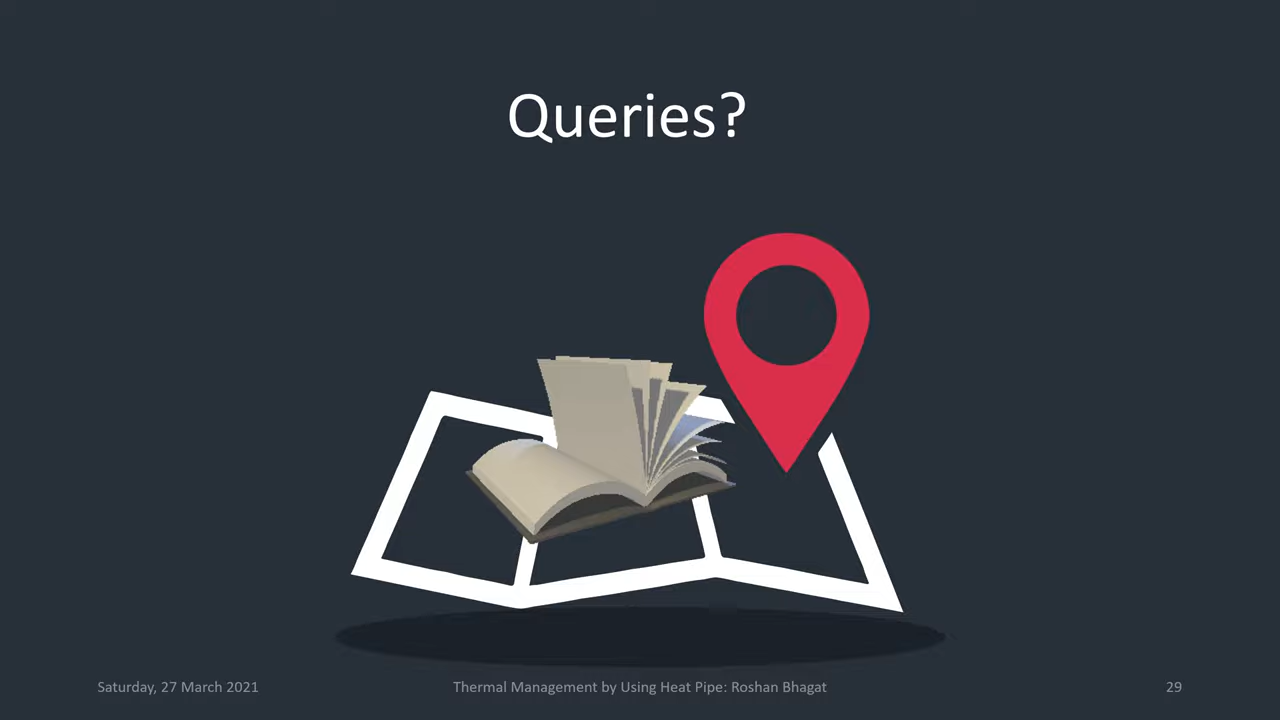 Queries?
Saturday, 27 March 2021
Thermal Management by Using Heat Pipe: Roshan Bhagat
29